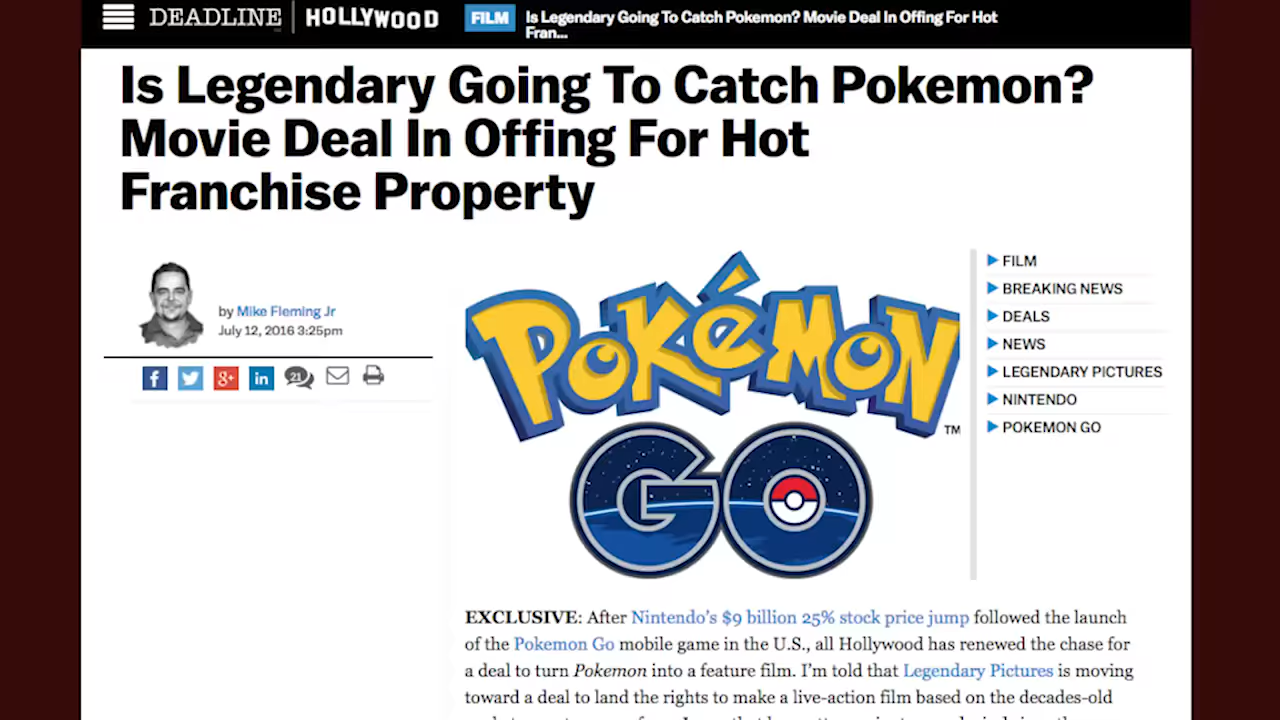 DEADLINE | HOLLYWOOD
FILM
Is Legendary Going To Catch Pokemon? Movie Deal In Offing For Hot
Fran...
Is Legendary Going To Catch Pokemon?
Movie Deal In Offing For Hot
Franchise Property
by Mike Fleming Jr
July 12, 2016 3:25pm
f
g+
in
21
POKÉMON
TM
GO
FILM
BREAKING NEWS
DEALS
NEWS
LEGENDARY PICTURES
NINTENDO
POKEMON GO
EXCLUSIVE: After Nintendo's $9 billion 25% stock price jump followed the launch
of the Pokemon Go mobile game in the U.S., all Hollywood has renewed the chase for
a deal to turn Pokemon into a feature film. I'm told that Legendary Pictures is moving
toward a deal to land the rights to make a live-action film based on the decades-old